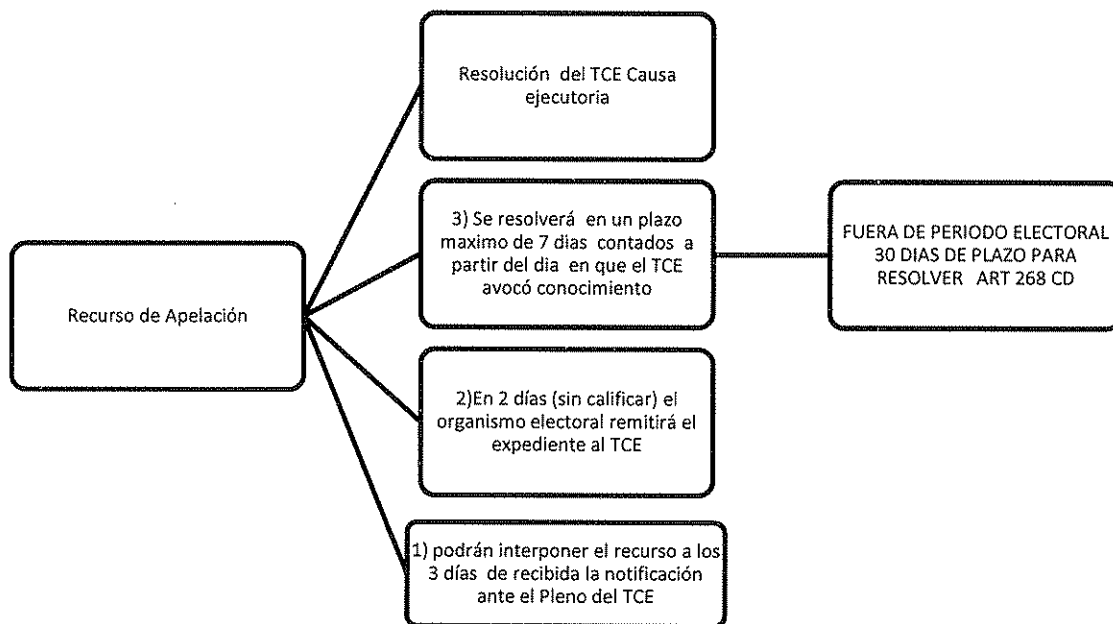 Resolución del TCE Causa
ejecutoria
3) Se resolverá en un plazo
maximo de 7 dias contados a
partir del dia en que el TCE
avocó conocimiento
FUERA DE PERIODO ELECTORAL
30 DIAS DE PLAZO PARA
RESOLVER ART 268 CD
Recurso de Apelación
2)En 2 días (sin calificar) el
organismo electoral remitirá el
expediente al TCE
1) podrán interponer el recurso a los
3 días de recibida la notificación
ante el Pleno del TCE